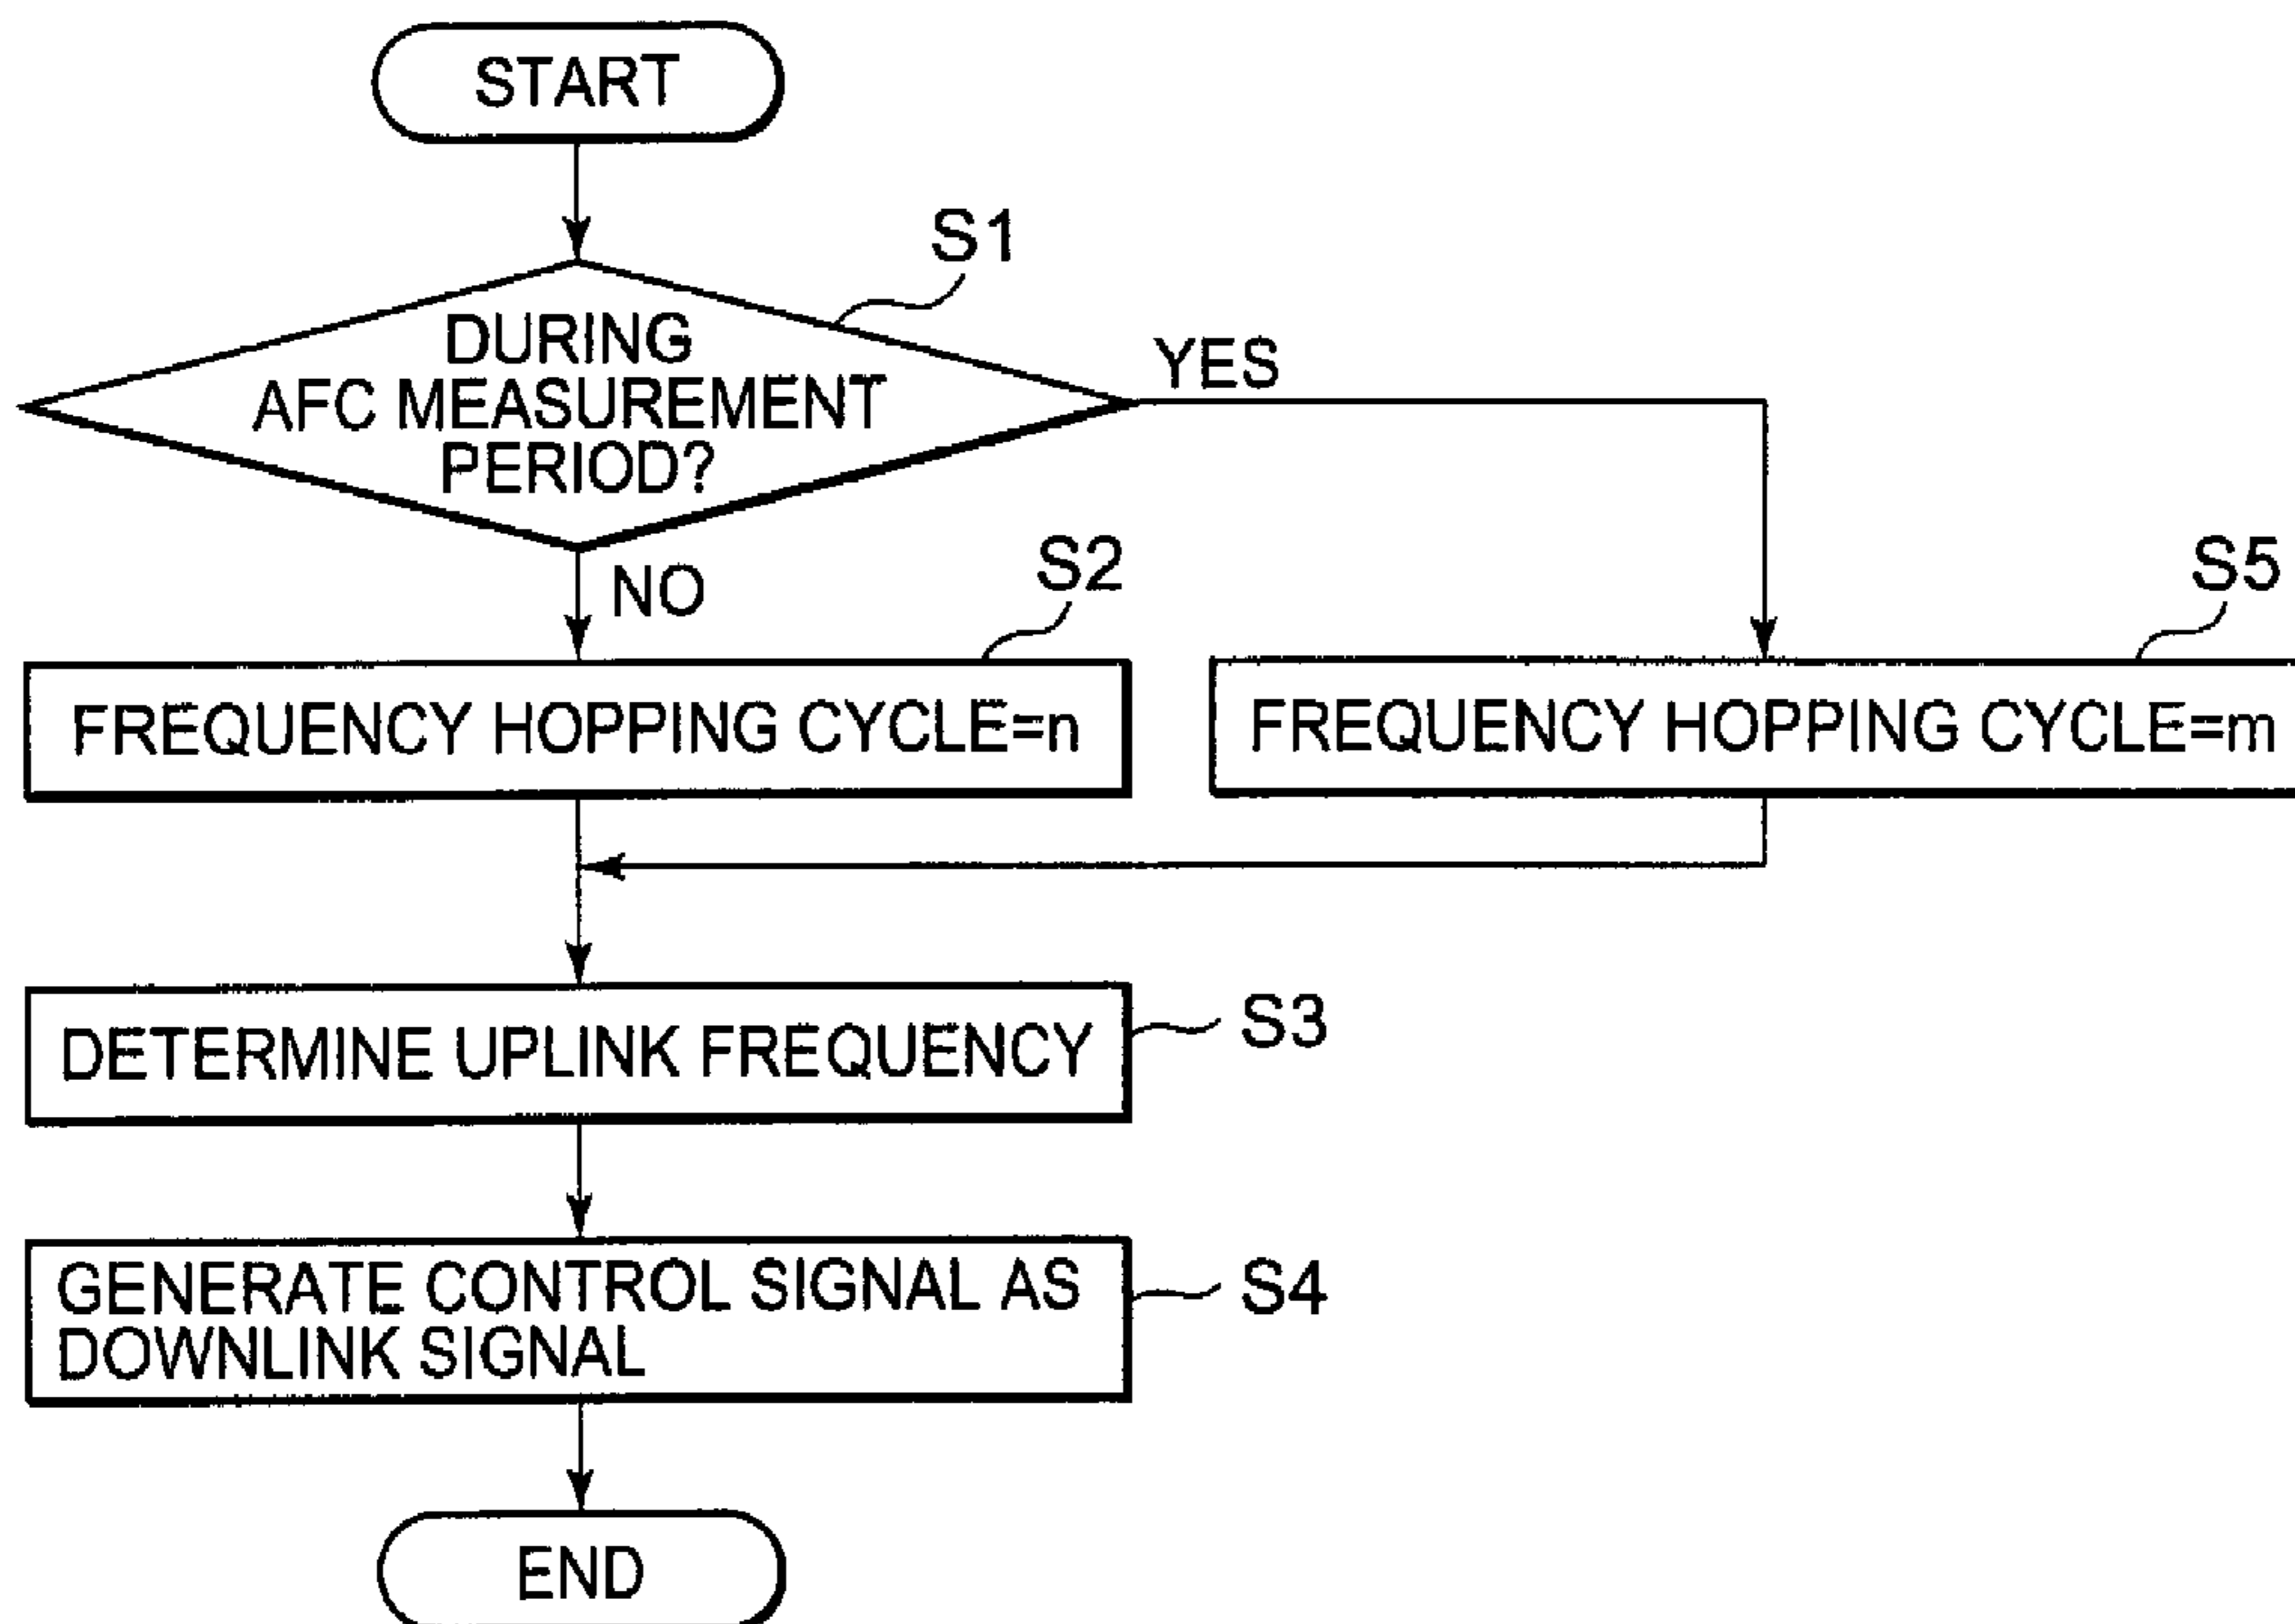 START
S1
DURING
AFC MEASUREMENT
PERIOD?
YES
NO
S2
S5
FREQUENCY HOPPING CYCLE=n
FREQUENCY HOPPING CYCLE=m
DETERMINE UPLINK FREQUENCY
S3
GENERATE CONTROL SIGNAL AS
DOWNLINK SIGNAL
S4
END